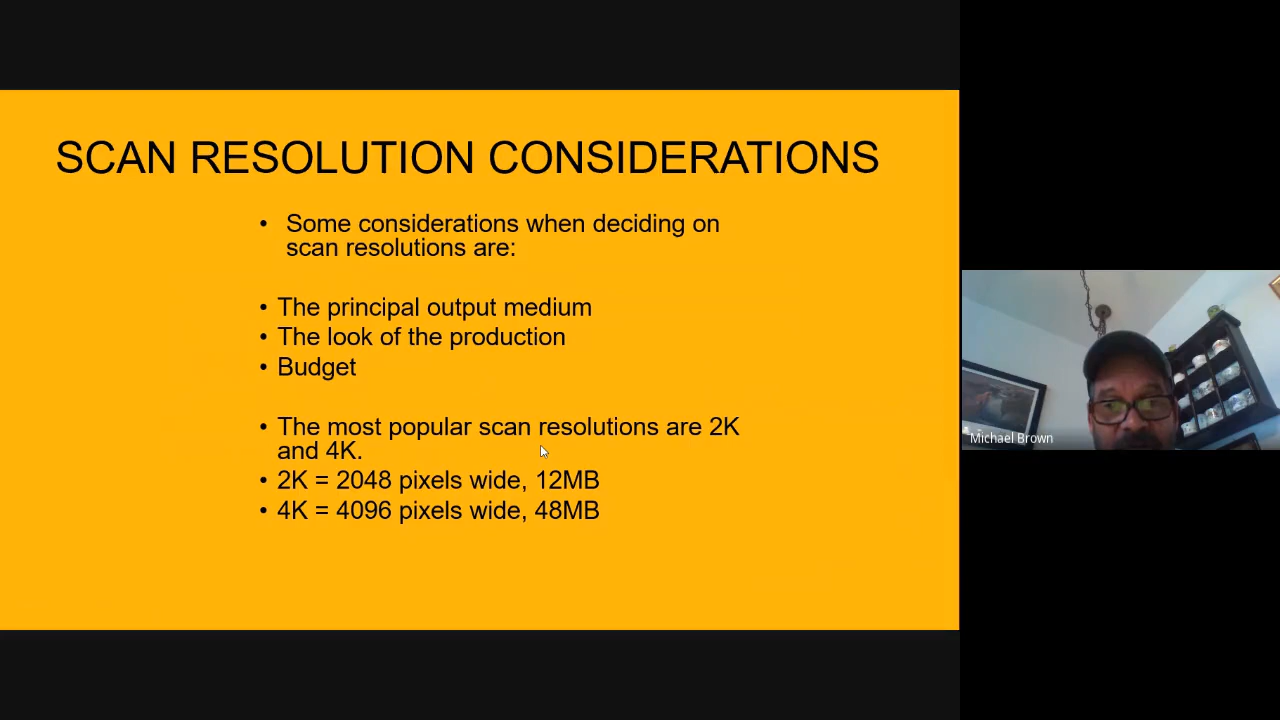 SCAN RESOLUTION CONSIDERATIONS
• Some considerations when deciding on
scan resolutions are:
• The principal output medium
• The look of the production
• Budget
• The most popular scan resolutions are 2K
and 4K.
• 2K = 2048 pixels wide, 12MB
• 4K = 4096 pixels wide, 48MB
Michael Brown